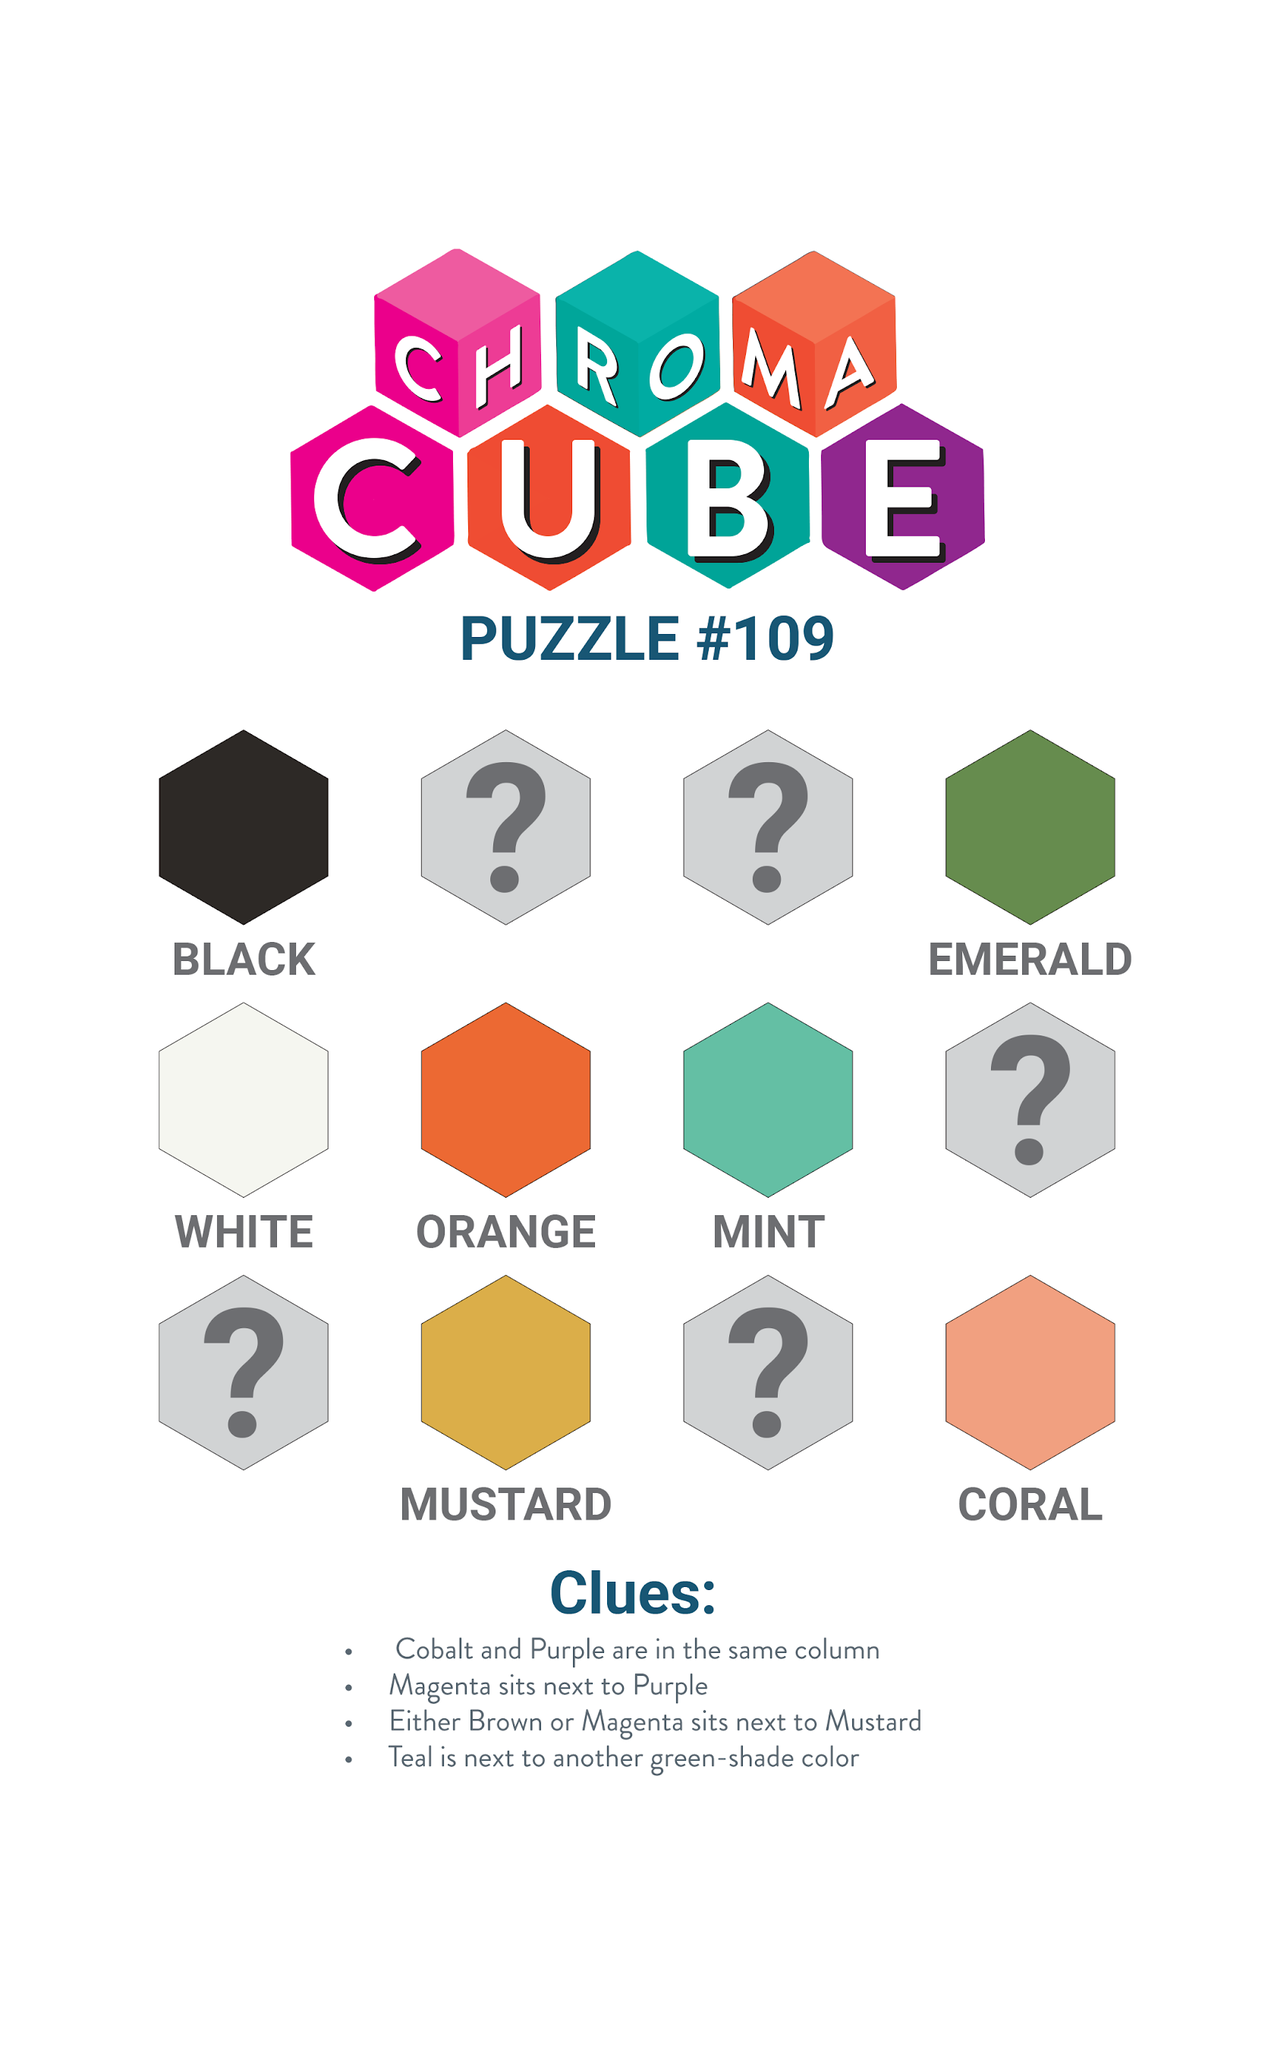 CHROMA
CUBE
PUZZLE #109
? ?
BLACK EMERALD
?
WHITE ORANGE MINT
? ?
MUSTARD CORAL
Clues:
• Cobalt and Purple are in the same column
• Magenta sits next to Purple
• Either Brown or Magenta sits next to Mustard
• Teal is next to another green-shade color